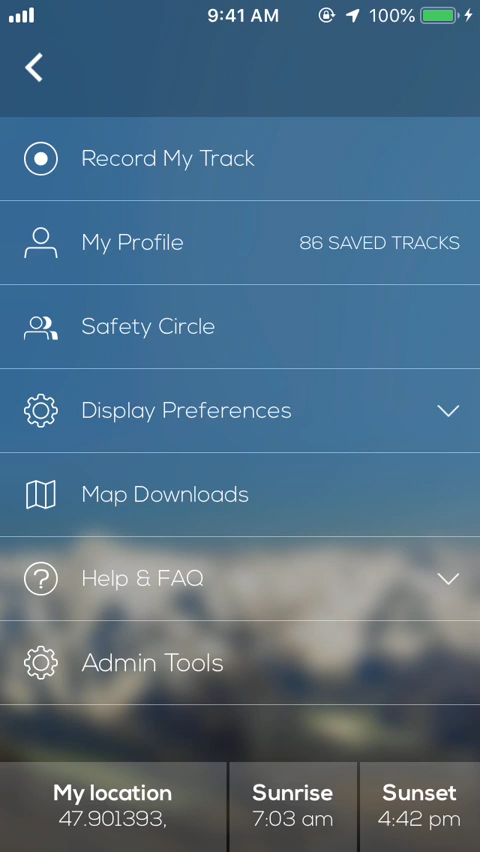 9:41 AM 100%
Record My Track
My Profile 86 SAVED TRACKS
Safety Circle
Display Preferences
Map Downloads
Help & FAQ
Admin Tools
My location Sunrise Sunset
47.901393, 7:03 am 4:42 pm